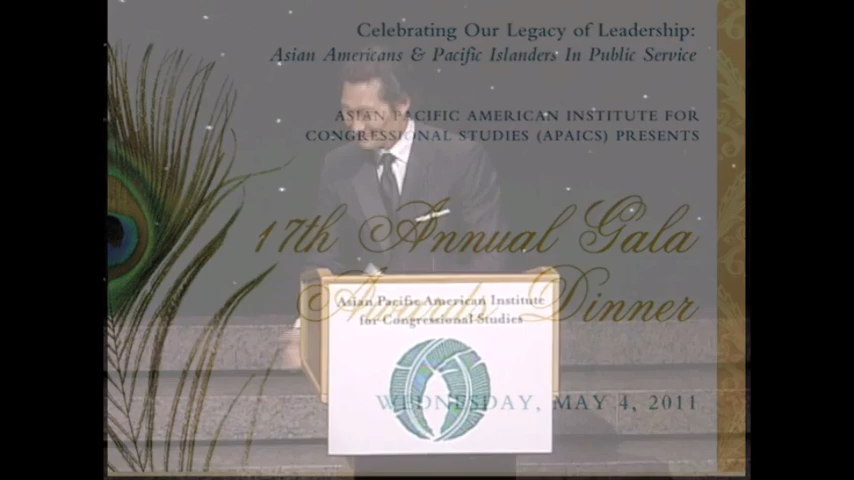 Celebrating Our Legacy of Leadership:
Asian Americans & Pacific Islanders In Public Service
ASIAN PACIFIC AMERICAN INSTITUTE FOR
CONGRESSIONAL STUDIES (APAICS) PRESENTS
17th Annual Gala
Awards Dinner
Asian Pacific American Institute
for Congressional Studies
WEDNESDAY, MAY 4, 2011